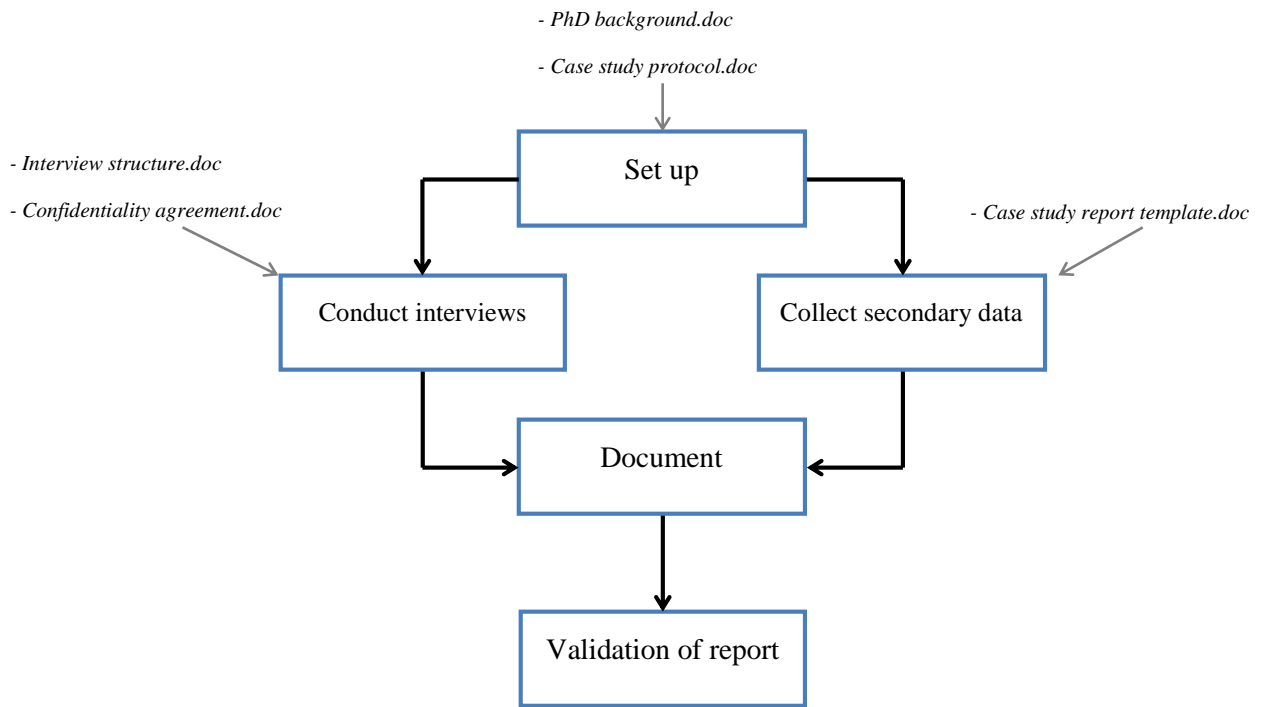 - PhD background.doc
- Case study protocol.doc
Set up
- Interview structure.doc
- Confidentiality agreement.doc
- Case study report template.doc
Conduct interviews
Collect secondary data
Document
Validation of report